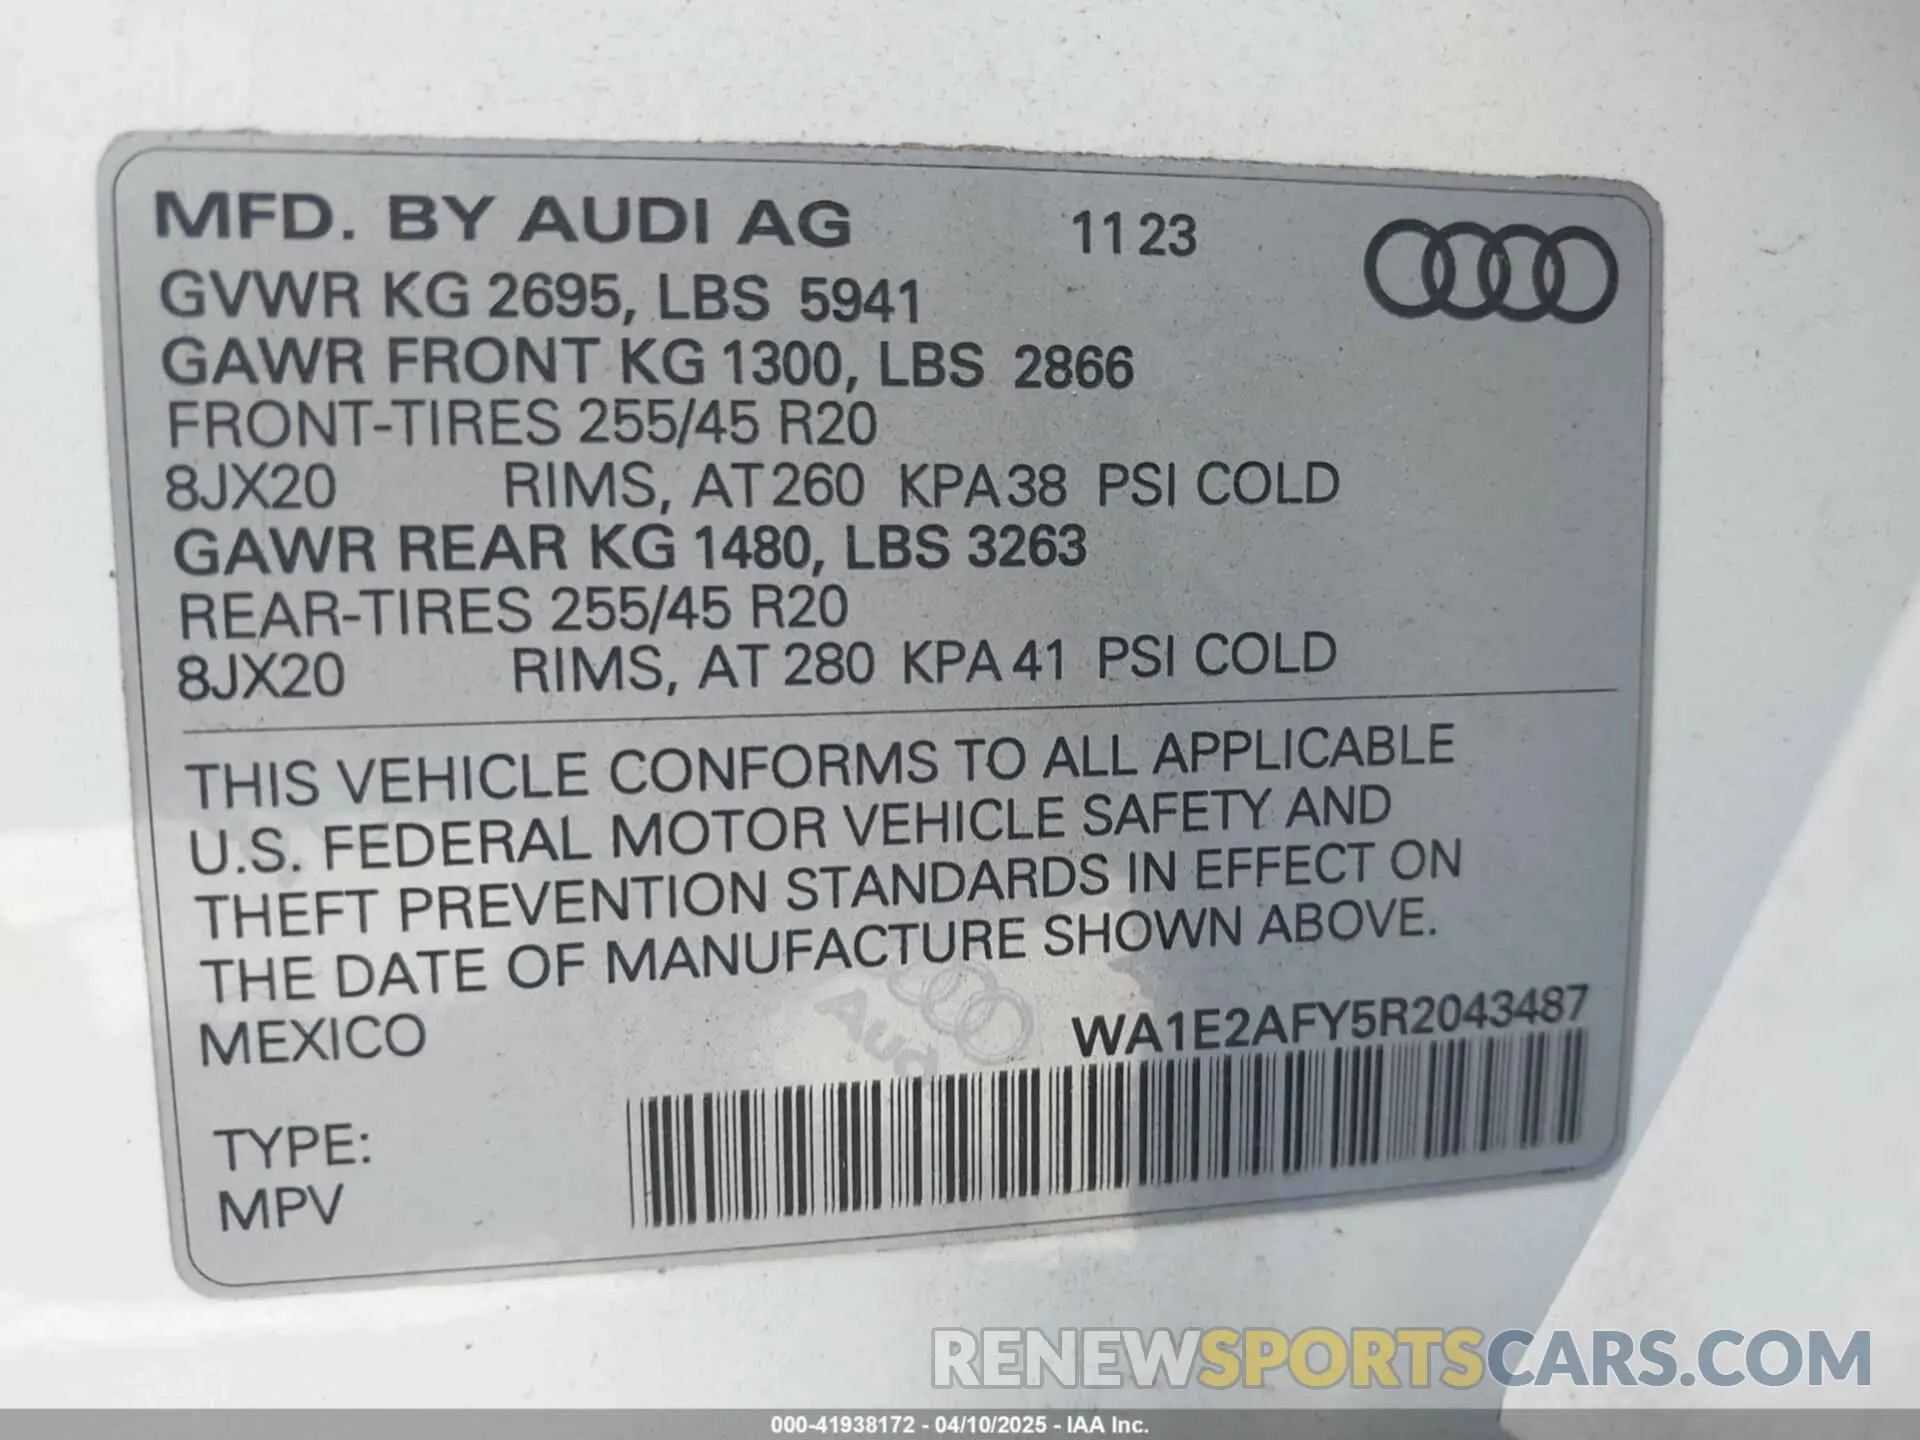 MFD. BY AUDI AG 11 23
GVWR KG 2695, LBS 5941
GAWR FRONT KG 1300, LBS 2866
FRONT-TIRES 255/45 R20
8JX20 RIMS, AT 260 KPA 38 PSI COLD
GAWR REAR KG 1480, LBS 3263
REAR-TIRES 255/45 R20
8JX20 RIMS, AT 280 KPA 41 PSI COLD
THIS VEHICLE CONFORMS TO ALL APPLICABLE
U.S. FEDERAL MOTOR VEHICLE SAFETY AND
THEFT PREVENTION STANDARDS IN EFFECT ON
THE DATE OF MANUFACTURE SHOWN ABOVE.
MEXICO WA1E2AFY5R2043487
Audi
TYPE:
MPV
RENEWSPORTSCARS.COM
000-41938172 - 04/10/2025 - IAA Inc.